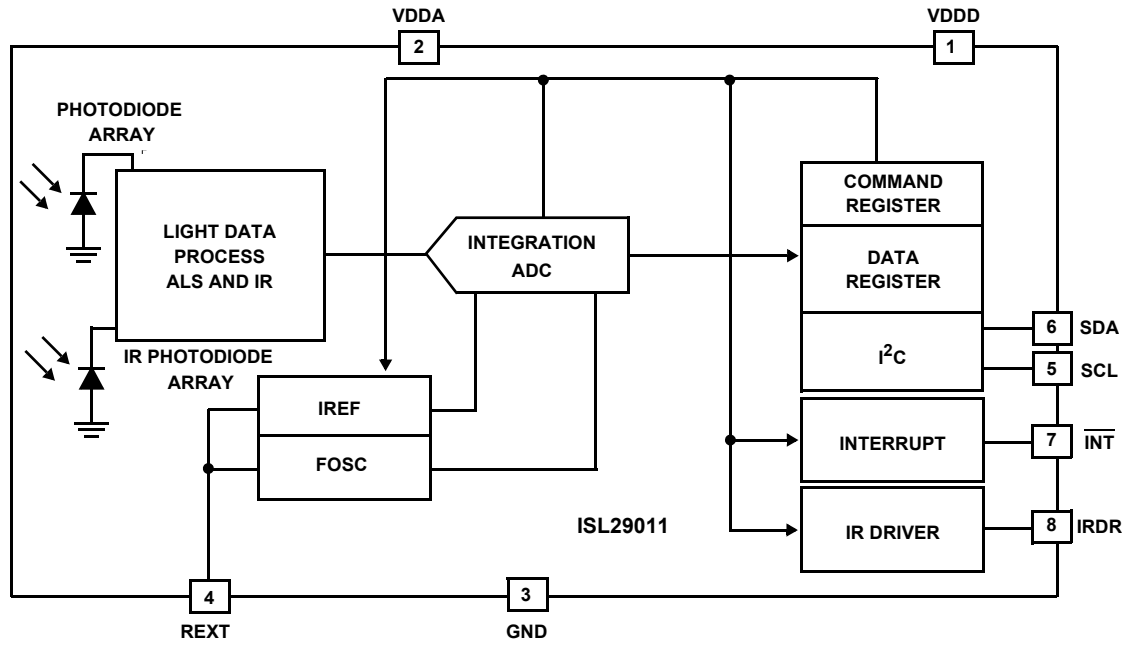 VDDA
2
VDDD
1
PHOTODIODE
ARRAY
LIGHT DATA
PROCESS
ALS AND IR
INTEGRATION
ADC
COMMAND
REGISTER
DATA
REGISTER
I²C
6
SDA
5
SCL
IR PHOTODIODE
ARRAY
IREF
FOSC
INTERRUPT
7
I̅N̅T̅
ISL29011
IR DRIVER
8
IRDR
4
REXT
3
GND